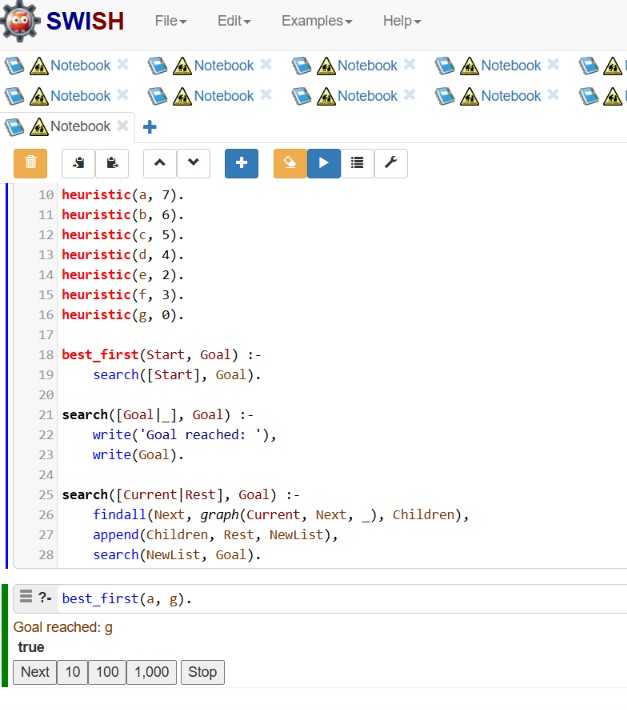 SWISH File Edit Examples Help
Notebook Notebook Notebook Notebook
Notebook Notebook Notebook Notebook
Notebook
10 heuristic(a, 7).
11 heuristic(b, 6).
12 heuristic(c, 5).
13 heuristic(d, 4).
14 heuristic(e, 2).
15 heuristic(f, 3).
16 heuristic(g, 0).
17
18 best_first(Start, Goal) :-
19 search([Start], Goal).
20
21 search([Goal|_], Goal) :-
22 write('Goal reached: '),
23 write(Goal).
24
25 search([Current|Rest], Goal) :-
26 findall(Next, graph(Current, Next, _), Children),
27 append(Children, Rest, NewList),
28 search(NewList, Goal).
?- best_first(a, g).
Goal reached: g
true
Next 10 100 1,000 Stop